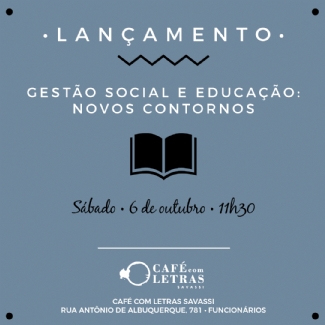 • LANÇAMENTO •
GESTÃO SOCIAL E EDUCAÇÃO:
NOVOS CONTORNOS
Sábado • 6 de outubro • 11h30
CAFÉ com
LETRAS
SAVASSI
CAFÉ COM LETRAS SAVASSI
RUA ANTÔNIO DE ALBUQUERQUE, 781 • FUNCIONÁRIOS